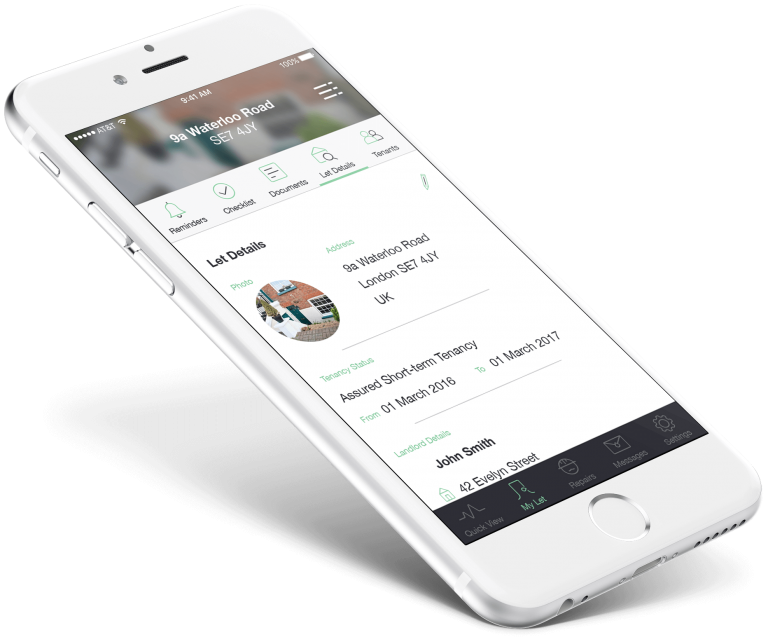 AT&T 9:41 AM 100%
9a Waterloo Road
SE7 4JY
Reminders Checklist Documents Let Details Tenants
Let Details
Photo
Address
9a Waterloo Road
London SE7 4JY
UK
Tenancy Status
Assured Short-term Tenancy
From 01 March 2016 To 01 March 2017
Landlord Details
John Smith
42 Evelyn Street
Quick View My Let Repairs Messages Settings